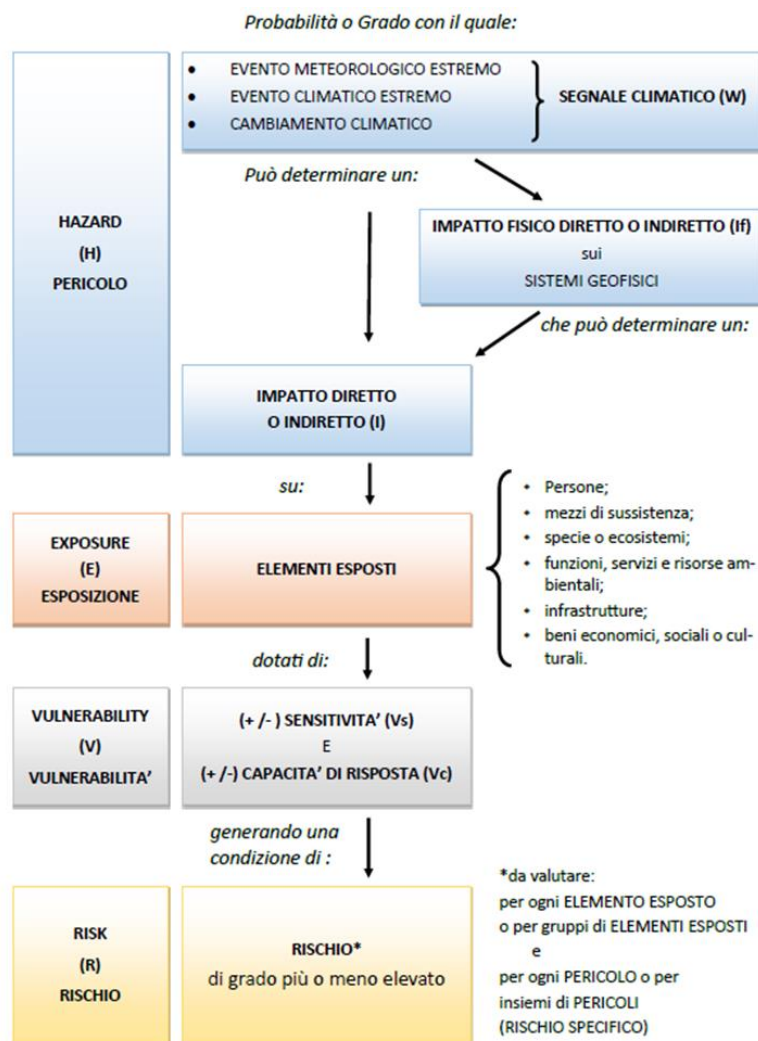 Probabilità o Grado con il quale:
• EVENTO METEOROLOGICO ESTREMO
• EVENTO CLIMATICO ESTREMO
• CAMBIAMENTO CLIMATICO
SEGNALE CLIMATICO (W)
Può determinare un:
HAZARD
(H)
PERICOLO
IMPATTO FISICO DIRETTO O INDIRETTO (If)
sui
SISTEMI GEOFISICI
che può determinare un:
IMPATTO DIRETTO
O INDIRETTO (I)
su:
EXPOSURE
(E)
ESPOSIZIONE
ELEMENTI ESPOSTI
• Persone;
• mezzi di sussistenza;
• specie o ecosistemi;
• funzioni, servizi e risorse am-
bientali;
• infrastrutture;
• beni economici, sociali o cul-
turali.
dotati di:
VULNERABILITY
(V)
VULNERABILITA’
(+ /- ) SENSITIVITA’ (Vs)
E
(+ /-) CAPACITA’ DI RISPOSTA (Vc)
generando una
condizione di :
RISK
(R)
RISCHIO
RISCHIO*
di grado più o meno elevato
*da valutare:
per ogni ELEMENTO ESPOSTO
o per gruppi di ELEMENTI ESPOSTI
e
per ogni PERICOLO o per
insiemi di PERICOLI
(RISCHIO SPECIFICO)